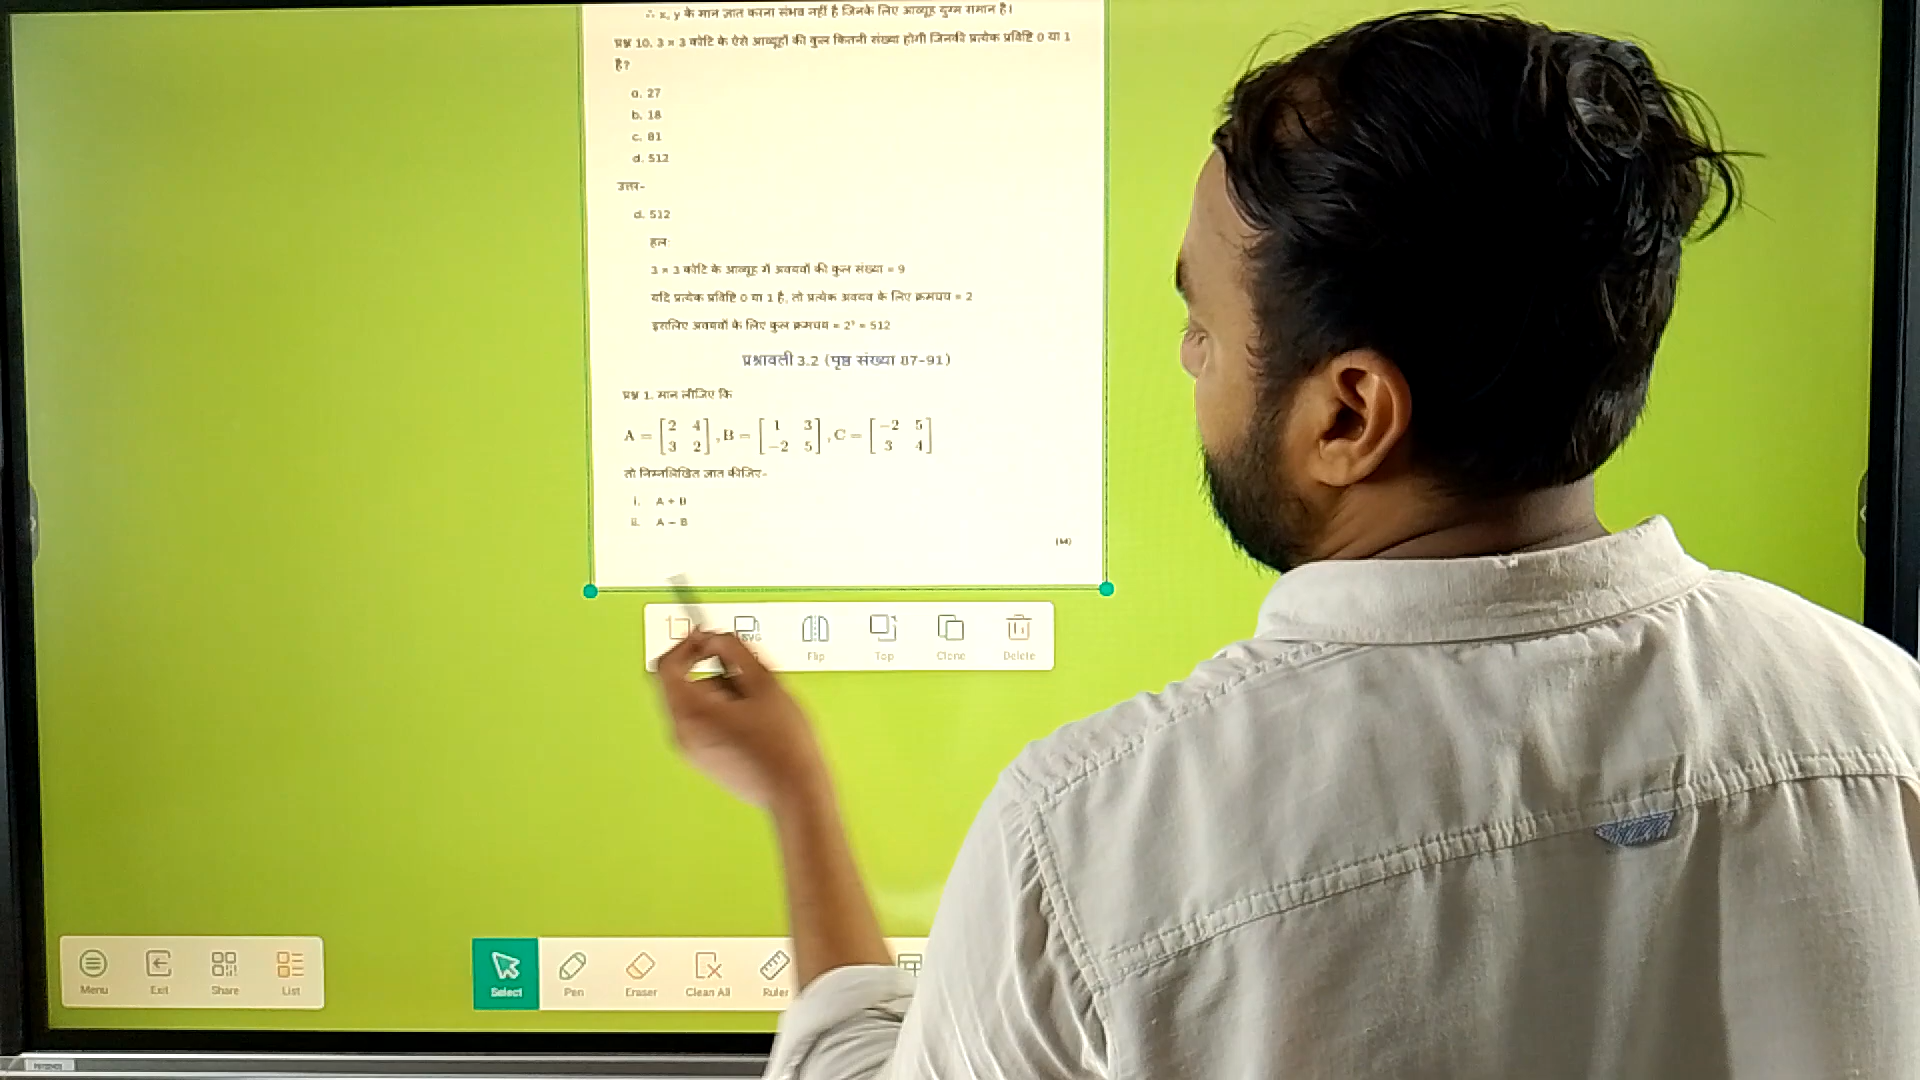 ∴ x, y के मान ज्ञात करना संभव नहीं है जिनके लिए आव्यूह युग्म समान है।
प्रश्न 10. 3 × 3 कोटि के ऐसे आव्यूहों की कुल कितनी संख्या होगी जिनकी प्रत्येक प्रविष्टि 0 या 1
है?
a. 27
b. 18
c. 81
d. 512
उत्तर-
d. 512
हल
3 × 3 कोटि के आव्यूह में अवयवों की कुल संख्या = 9
यदि प्रत्येक प्रविष्टि 0 या 1 है, तो प्रत्येक अवयव के लिए क्रमचय = 2
इसलिए अवयवों के लिए कुल क्रमचय = 2⁹ = 512
प्रश्नावली 3.2 (पृष्ठ संख्या 87-91)
प्रश्न 1. मान लीजिए कि
A = [2 4; 3 2], B = [1 3; −2 5], C = [−2 5; 3 4]
तो निम्नलिखित ज्ञात कीजिए-
i. A + B
ii. A − B
SVG
Flip Top Clone Delete
Menu Exit Share List
Select Pen Eraser Clean All Ruler